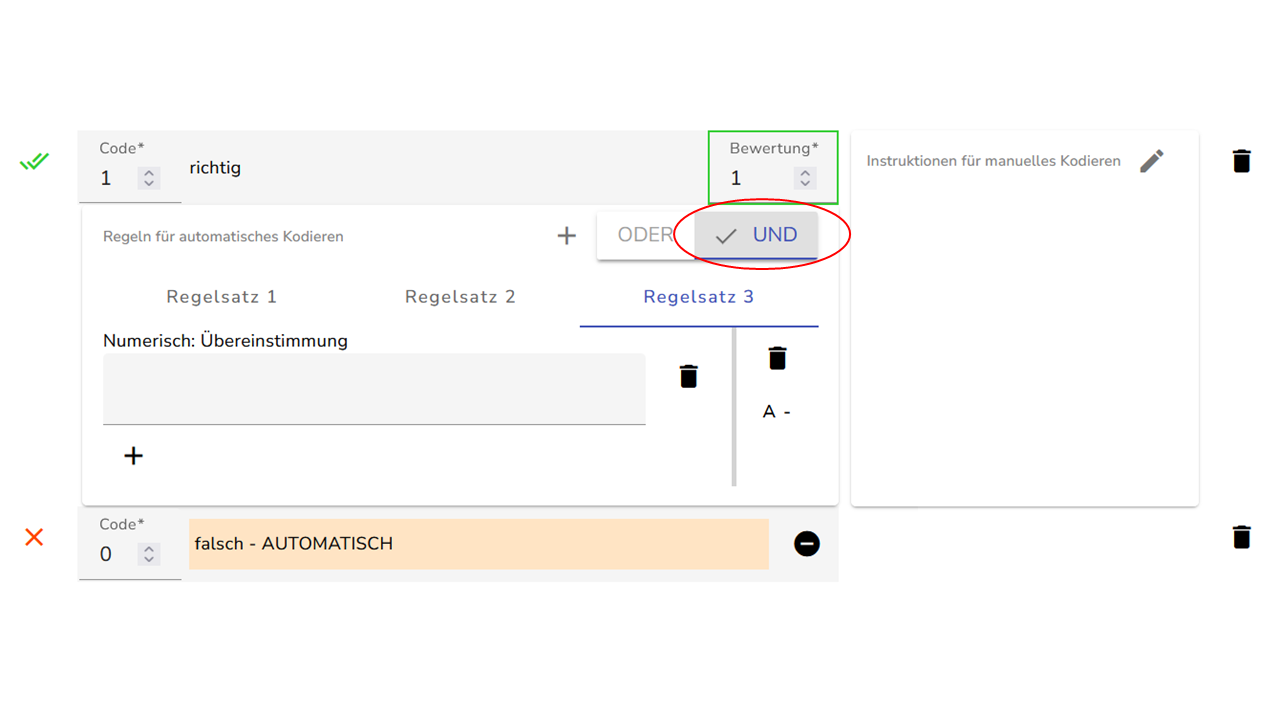 Code*
1
richtig
Bewertung*
1
Instruktionen für manuelles Kodieren
Regeln für automatisches Kodieren
ODER
UND
Regelsatz 1
Regelsatz 2
Regelsatz 3
Numerisch: Übereinstimmung
A -
Code*
0
falsch - AUTOMATISCH